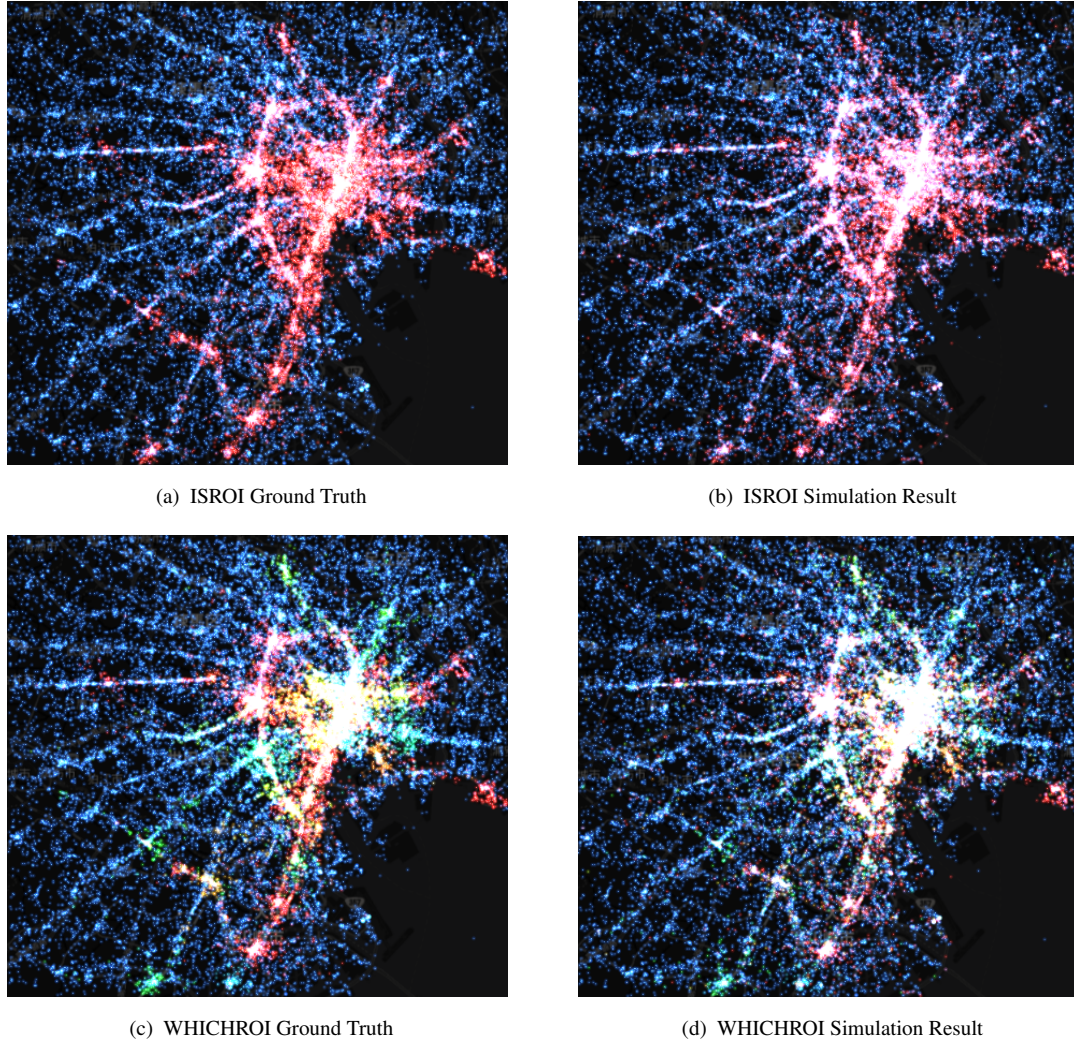 (a) ISROI Ground Truth
(b) ISROI Simulation Result
(c) WHICHROI Ground Truth
(d) WHICHROI Simulation Result